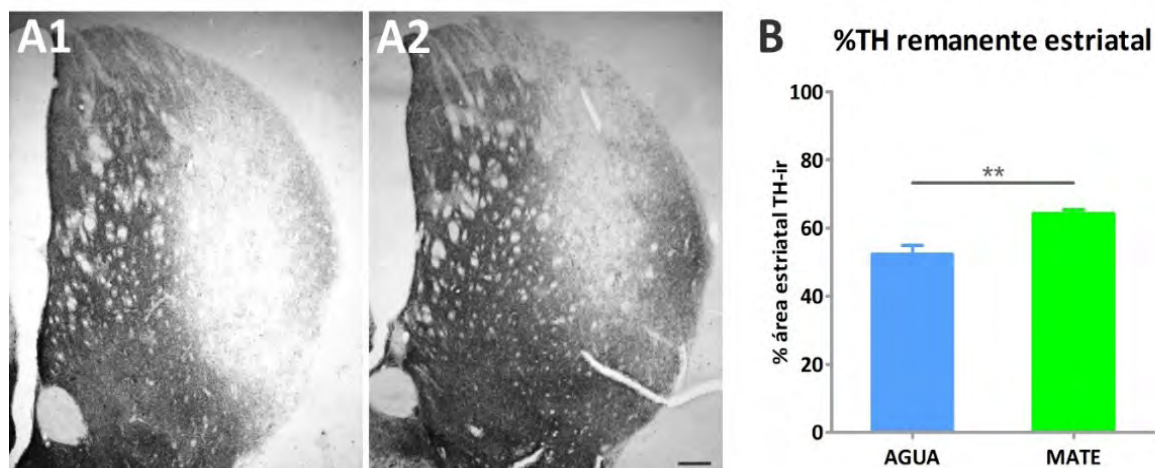 A1
A2
B
%TH remanente estriatal
% área estriatal TH-ir
100
80
60
40
20
0
**
AGUA
MATE